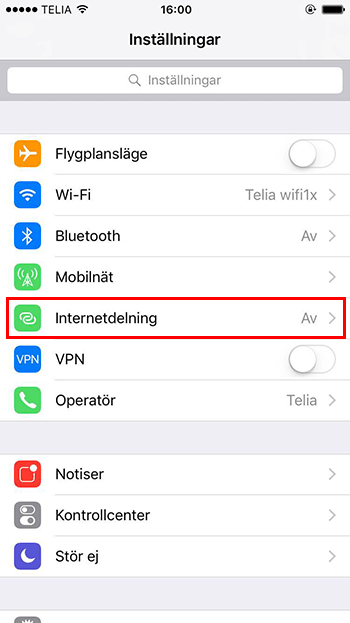 TELIA 16:00
Inställningar
Inställningar
Flygplansläge
Wi-Fi Telia wifi1x
Bluetooth Av
Mobilnät
Internetdelning Av
VPN VPN
Operatör Telia
Notiser
Kontrollcenter
Stör ej